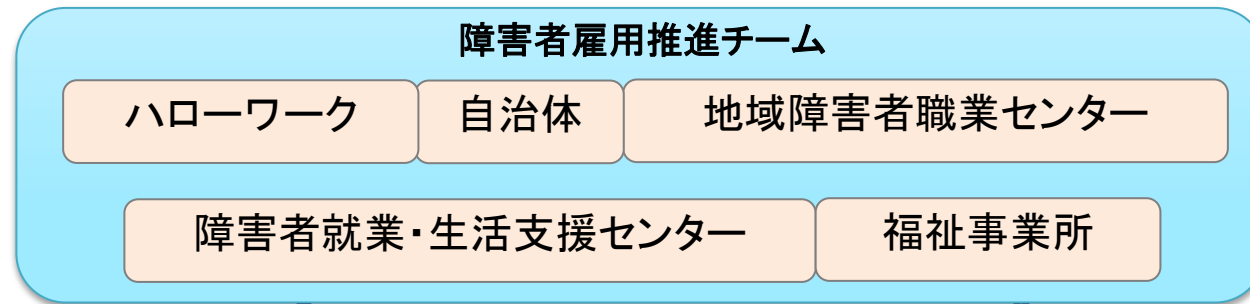 障害者雇用推進チーム
ハローワーク 自治体 地域障害者職業センター
障害者就業・生活支援センター 福祉事業所